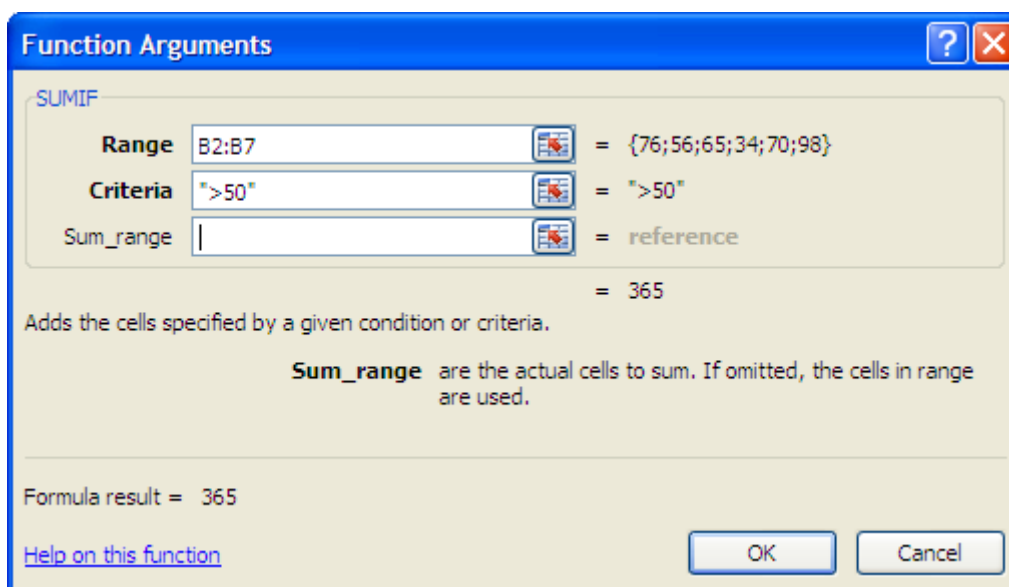 Function Arguments
SUMIF
Range B2:B7 = {76;56;65;34;70;98}
Criteria ">50" = ">50"
Sum_range = reference
= 365
Adds the cells specified by a given condition or criteria.
Sum_range are the actual cells to sum. If omitted, the cells in range
are used.
Formula result = 365
Help on this function OK Cancel